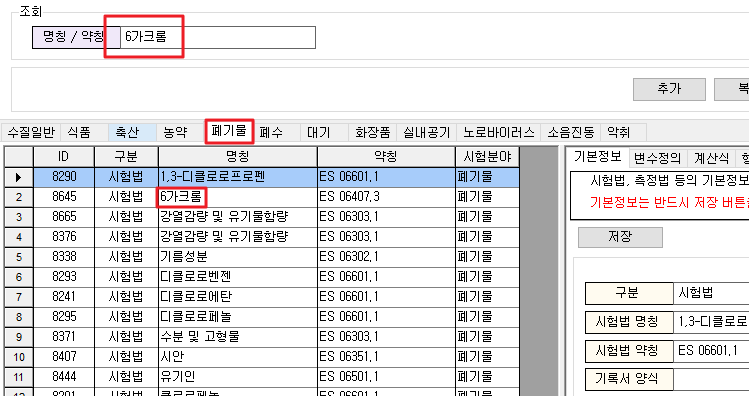 조회
명칭 / 약칭 6가크롬
추가
수질일반 식품 축산 농약 폐기물 폐수 대기 화장품 실내공기 노로바이러스 소음진동 악취
ID 구분 명칭 약칭 시험분야
8290 시험법 1,3-디클로로프로펜 ES 06601.1 폐기물
2 8645 시험법 6가크롬 ES 06407.3 폐기물
3 8665 시험법 강열감량 및 유기물함량 ES 06303.1 폐기물
4 8376 시험법 강열감량 및 유기물함량 ES 06303.1 폐기물
5 8338 시험법 기름성분 ES 06302.1 폐기물
6 8293 시험법 디클로로벤젠 ES 06601.1 폐기물
7 8241 시험법 디클로로에탄 ES 06601.1 폐기물
8 8295 시험법 디클로로페놀 ES 06601.1 폐기물
9 8371 시험법 수분 및 고형물 ES 06303.1 폐기물
10 8407 시험법 시안 ES 06351.1 폐기물
11 8444 시험법 유기인 ES 06501.1 폐기물
기본정보 변수정의 계산식
시험법, 측정법 등의 기본정보
기본정보는 반드시 저장 버튼을
저장
구분 시험법
시험법 명칭 1,3-디클로로
시험법 약칭 ES 06601.1
기록서 양식